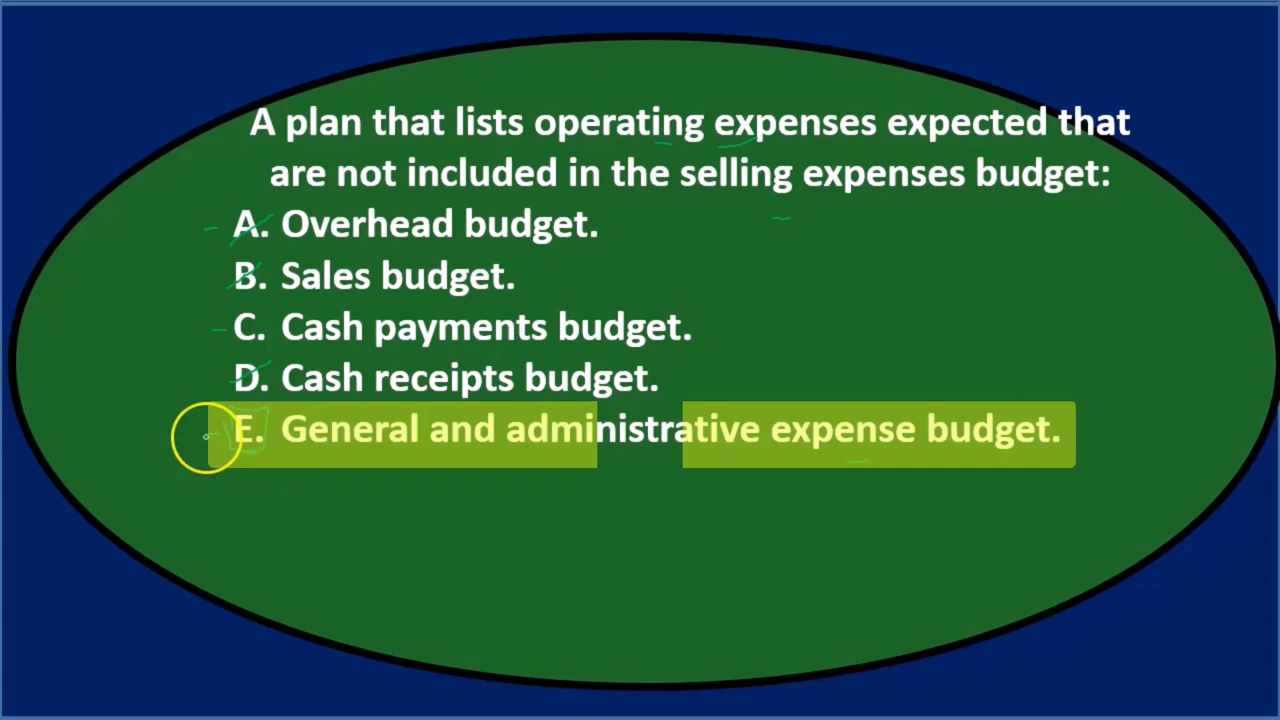 A plan that lists operating expenses expected that
are not included in the selling expenses budget:
A. Overhead budget.
B. Sales budget.
C. Cash payments budget.
D. Cash receipts budget.
E. General and administrative expense budget.